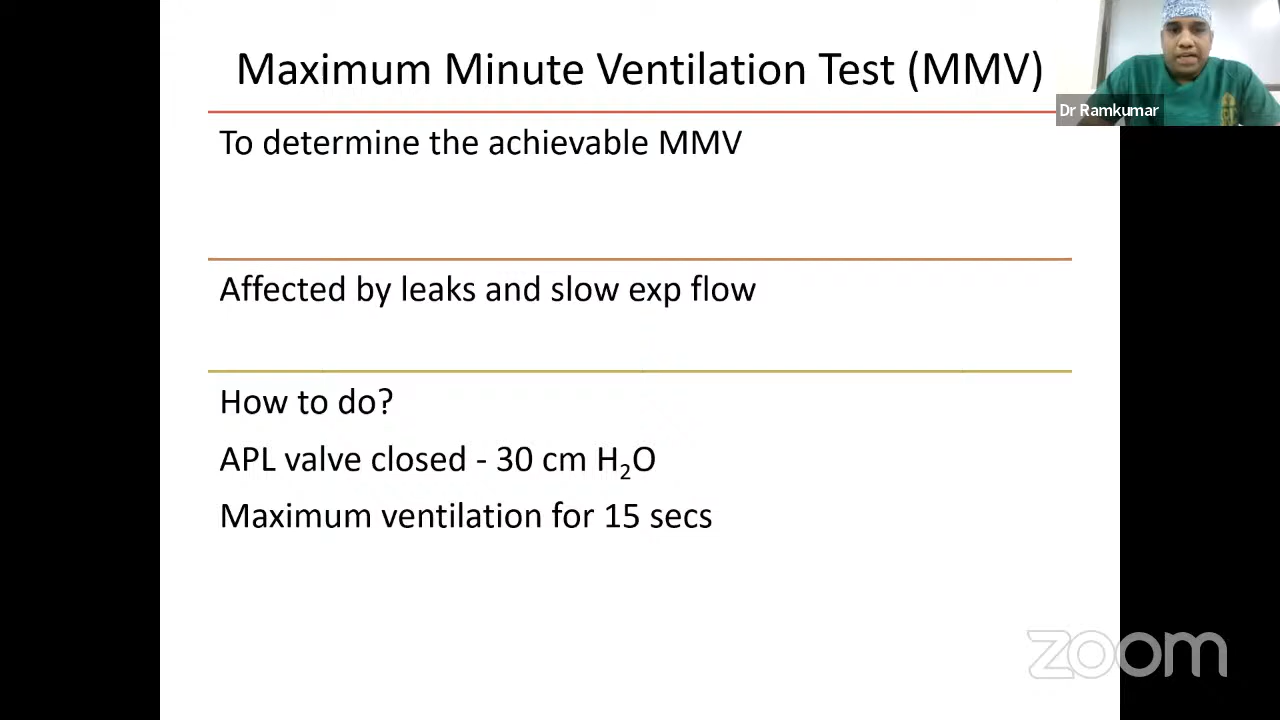 Maximum Minute Ventilation Test (MMV)
Dr Ramkumar
To determine the achievable MMV
Affected by leaks and slow exp flow
How to do?
APL valve closed - 30 cm H₂O
Maximum ventilation for 15 secs
zoom